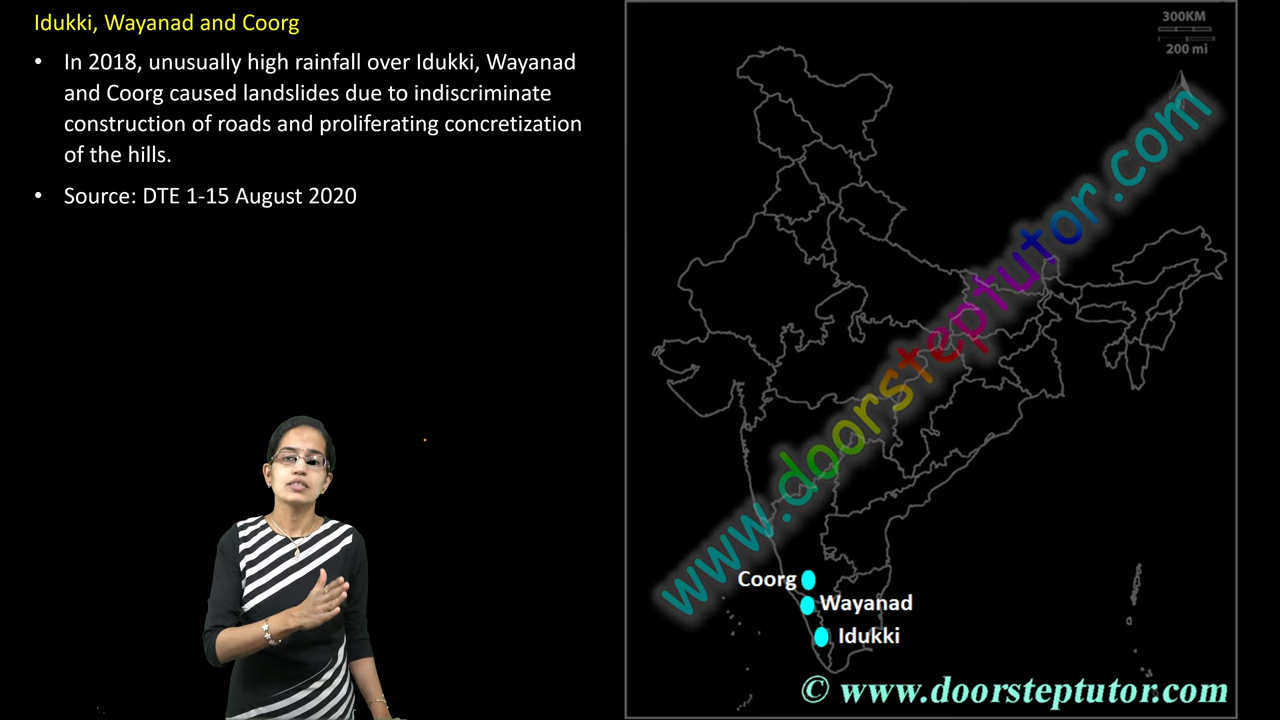 Idukki, Wayanad and Coorg
• In 2018, unusually high rainfall over Idukki, Wayanad
and Coorg caused landslides due to indiscriminate
construction of roads and proliferating concretization
of the hills.
• Source: DTE 1-15 August 2020
300KM
200 mi
www.doorsteptutor.com
Coorg
Wayanad
Idukki
© www.doorsteptutor.com